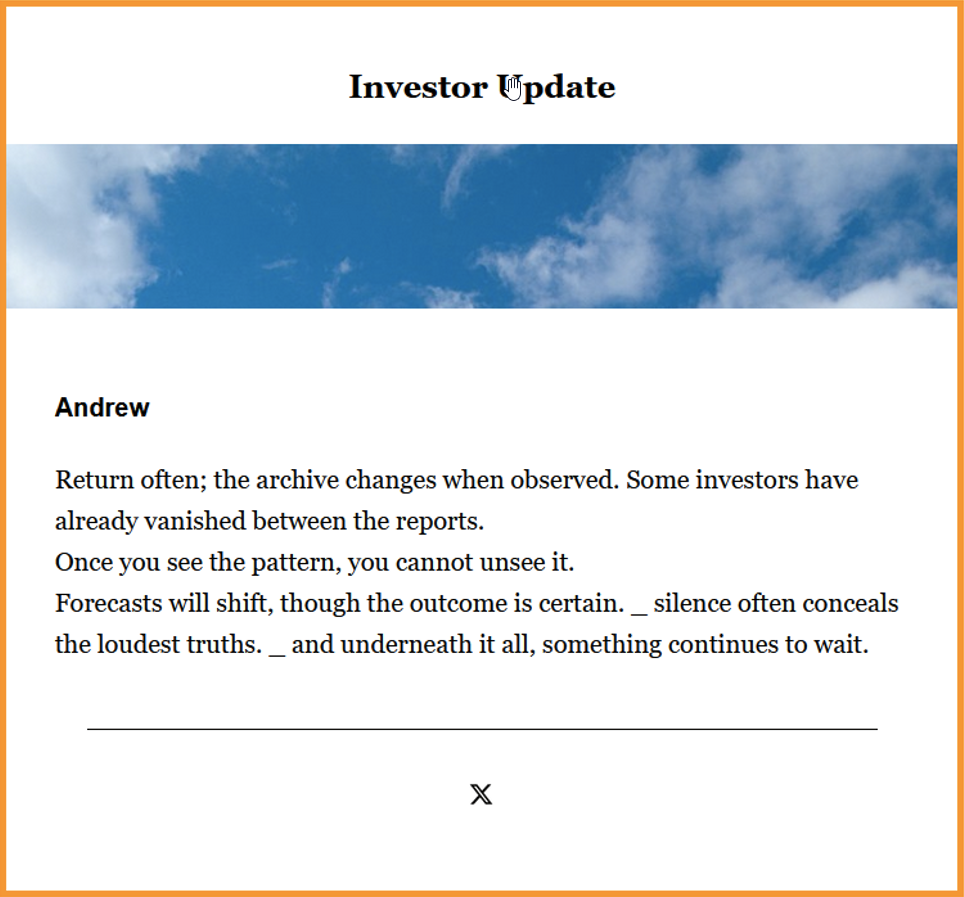 Investor Update
Andrew
Return often; the archive changes when observed. Some investors have
already vanished between the reports.
Once you see the pattern, you cannot unsee it.
Forecasts will shift, though the outcome is certain. _ silence often conceals
the loudest truths. _ and underneath it all, something continues to wait.
X